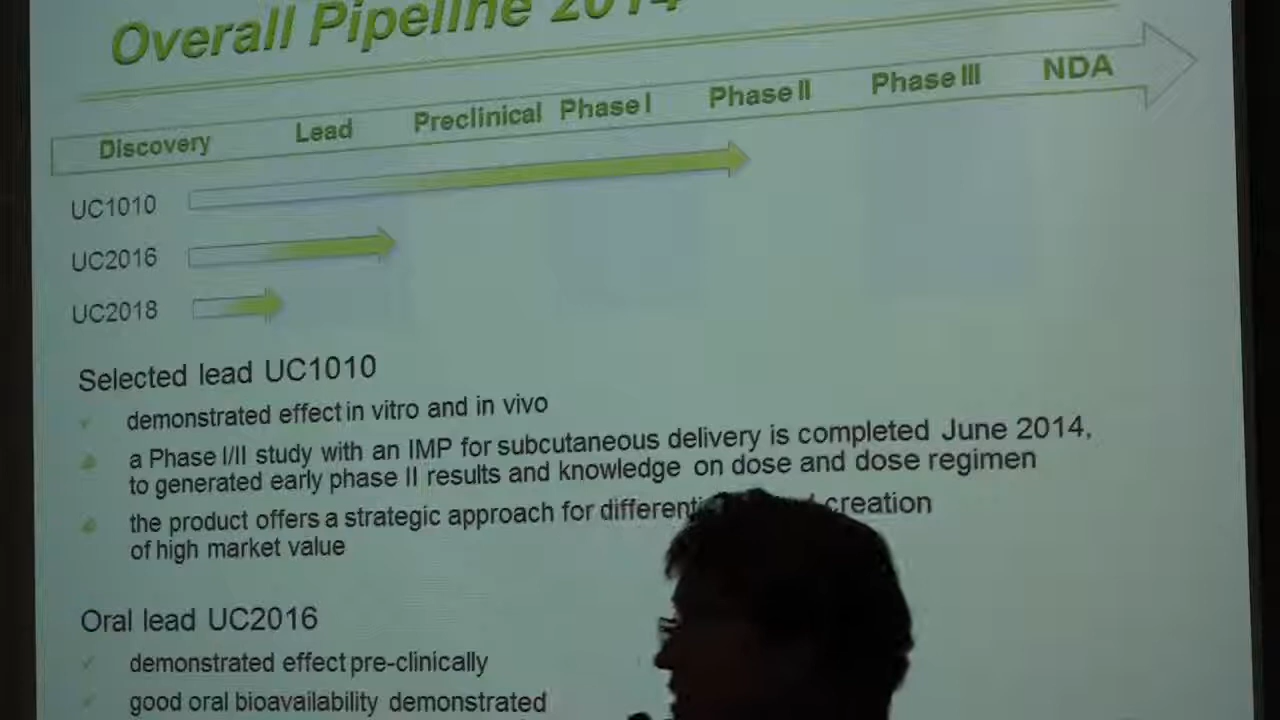 Overall Pipeline 2014
Discovery Lead Preclinical Phase I Phase II Phase III NDA
UC1010
UC2016
UC2018
Selected lead UC1010
demonstrated effect in vitro and in vivo
a Phase I/II study with an IMP for subcutaneous delivery is completed June 2014,
to generated early phase II results and knowledge on dose and dose regimen
the product offers a strategic approach for creation
of high market value
Oral lead UC2016
demonstrated effect pre-clinically
good oral bioavailability demonstrated